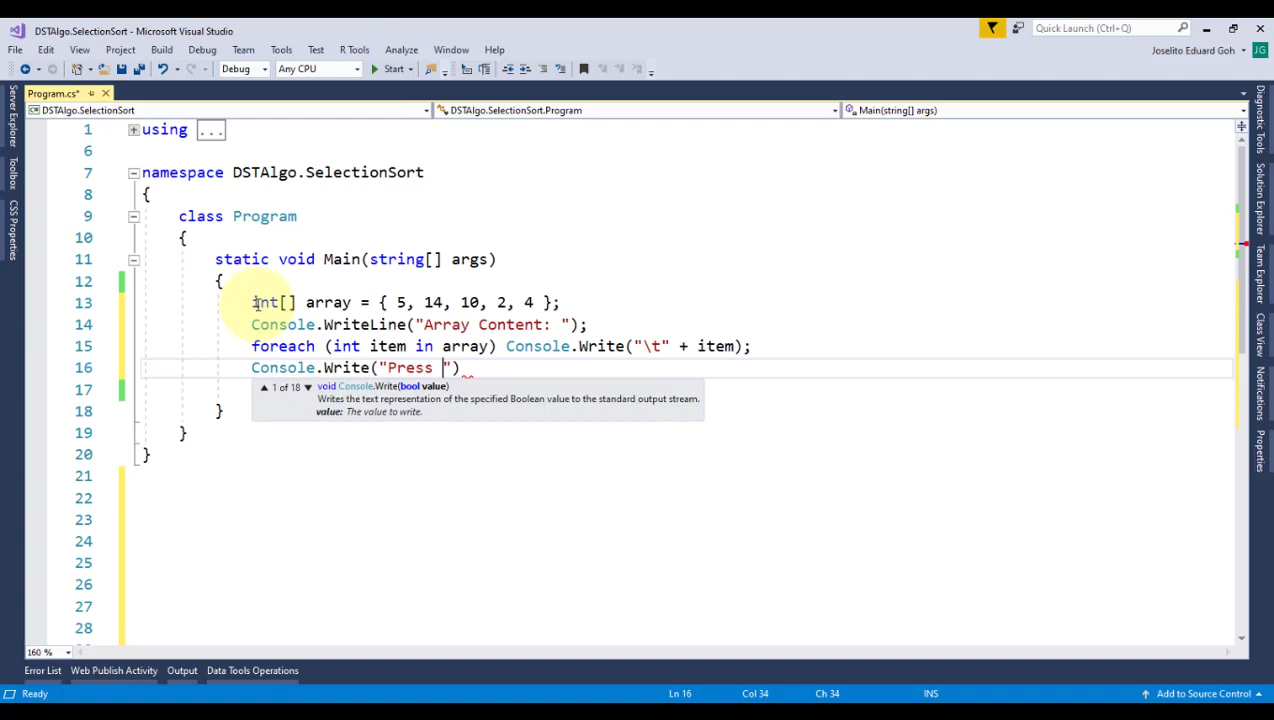 DSTAlgo.SelectionSort - Microsoft Visual Studio
Quick Launch (Ctrl+Q)
File Edit View Project Build Debug Team Tools Test R Tools Analyze Window Help
Joselito Eduard Goh JG
Debug Any CPU Start
Program.cs*
DSTAlgo.SelectionSort DSTAlgo.SelectionSort.Program Main(string[] args)
1 using ...
6
7 namespace DSTAlgo.SelectionSort
8 {
9 class Program
10 {
11 static void Main(string[] args)
12 {
13 int[] array = { 5, 14, 10, 2, 4 };
14 Console.WriteLine("Array Content: ");
15 foreach (int item in array) Console.Write("\t" + item);
16 Console.Write("Press ")
17
1 of 18 void Console.Write(bool value)
Writes the text representation of the specified Boolean value to the standard output stream.
value: The value to write.
18 }
19 }
20 }
21
22
23
24
25
26
27
28
Server Explorer
Toolbox
CSS Properties
Diagnostic Tools
Solution Explorer
Team Explorer
Class View
Notifications
Properties
160 %
Error List Web Publish Activity Output Data Tools Operations
Ready Ln 16 Col 34 Ch 34 INS Add to Source Control